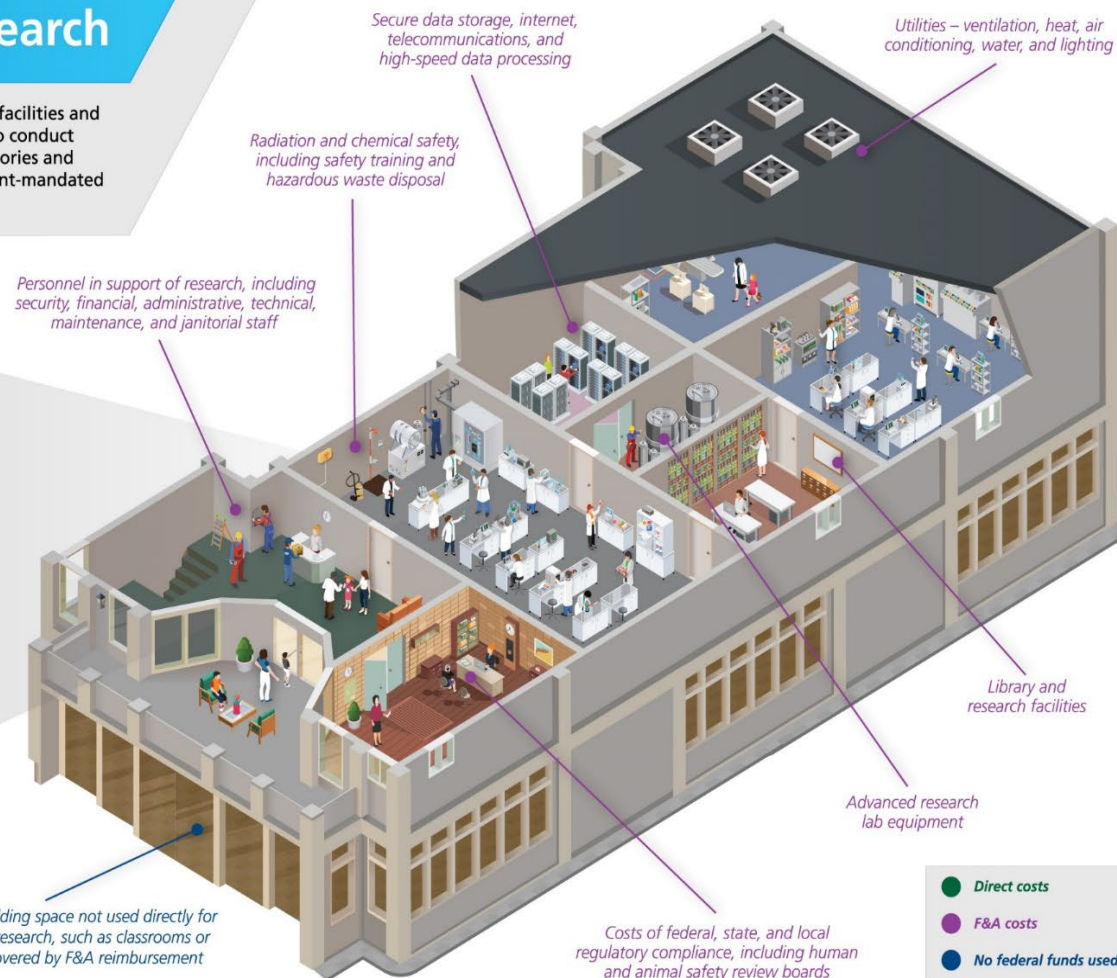 earch
facilities and
o conduct
ories and
nt-mandated
Secure data storage, internet,
telecommunications, and
high-speed data processing
Utilities – ventilation, heat, air
conditioning, water, and lighting
Radiation and chemical safety,
including safety training and
hazardous waste disposal
Personnel in support of research, including
security, financial, administrative, technical,
maintenance, and janitorial staff
Library and
research facilities
Advanced research
lab equipment
lding space not used directly for
research, such as classrooms or
overed by F&A reimbursement
Costs of federal, state, and local
regulatory compliance, including human
and animal safety review boards
Direct costs
F&A costs
No federal funds used